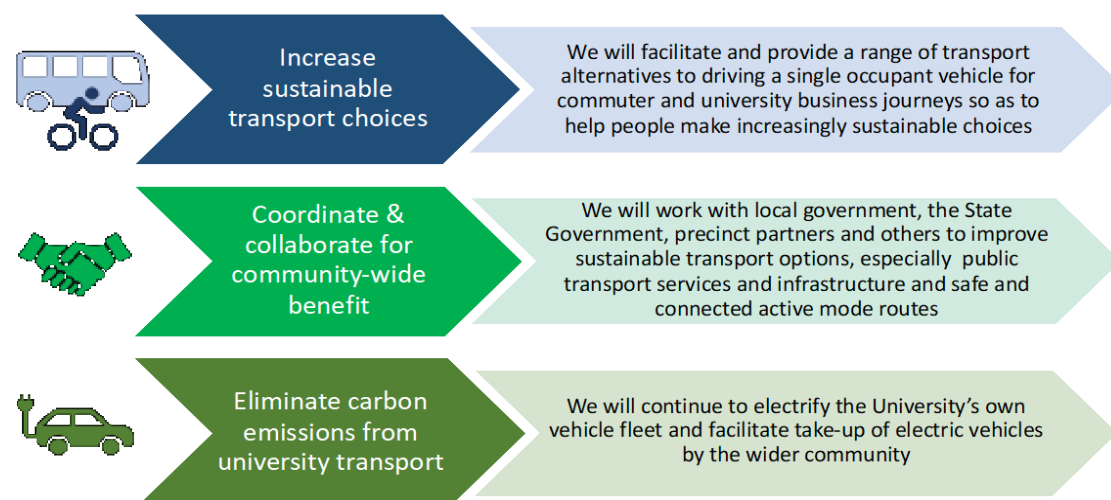 Increase
sustainable
transport choices
We will facilitate and provide a range of transport
alternatives to driving a single occupant vehicle for
commuter and university business journeys so as to
help people make increasingly sustainable choices
Coordinate &
collaborate for
community-wide
benefit
We will work with local government, the State
Government, precinct partners and others to improve
sustainable transport options, especially  public
transport services and infrastructure and safe and
connected active mode routes
Eliminate carbon
emissions from
university transport
We will continue to electrify the University’s own
vehicle fleet and facilitate take-up of electric vehicles
by the wider community